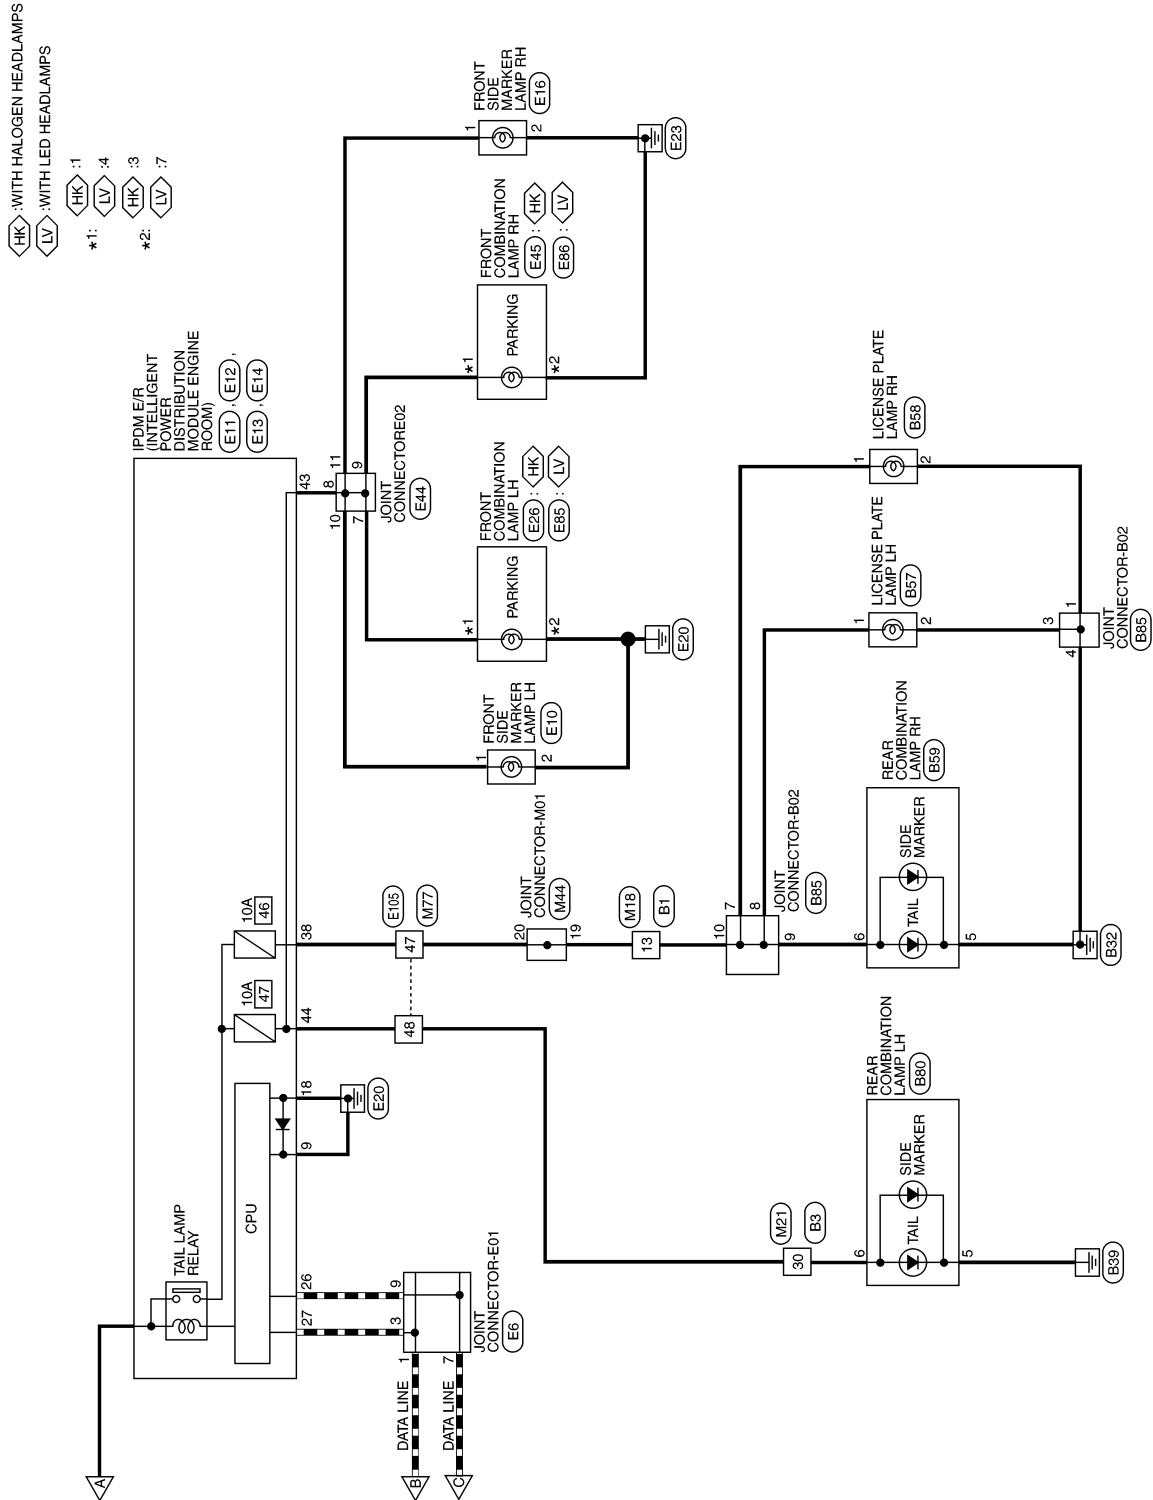 HK :WITH HALOGEN HEADLAMPS
LV :WITH LED HEADLAMPS
*1: HK :1
LV :4
*2: HK :3
LV :7
IPDM E/R
(INTELLIGENT
POWER
DISTRIBUTION
MODULE ENGINE
ROOM)
E11 , E12 ,
E13 , E14
A
TAIL LAMP
RELAY
CPU
10A
47
10A
46
27
26
9
18
44
38
43
E20
DATA LINE
B
1
3
DATA LINE
C
7
9
JOINT
CONNECTOR-E01
E6
48
47
E105
M77
20
19
JOINT
CONNECTOR-M01
M44
13
M18
B1
30
M21
B3
10
8
11
7
9
JOINT
CONNECTORE02
E44
1
2
FRONT
SIDE
MARKER
LAMP LH
E10
*1
PARKING
*2
FRONT
COMBINATION
LAMP LH
E26 : HK
E85 : LV
E20
*1
PARKING
*2
FRONT
COMBINATION
LAMP RH
E45 : HK
E86 : LV
1
2
FRONT
SIDE
MARKER
LAMP RH
E16
E23
10
7
8
9
JOINT
CONNECTOR-B02
B85
REAR
COMBINATION
LAMP LH
B80
6
TAIL
SIDE
MARKER
5
B39
REAR
COMBINATION
LAMP RH
B59
6
TAIL
SIDE
MARKER
5
B32
LICENSE PLATE
LAMP LH
B57
1
2
LICENSE PLATE
LAMP RH
B58
1
2
4
3
1
JOINT
CONNECTOR-B02
B85